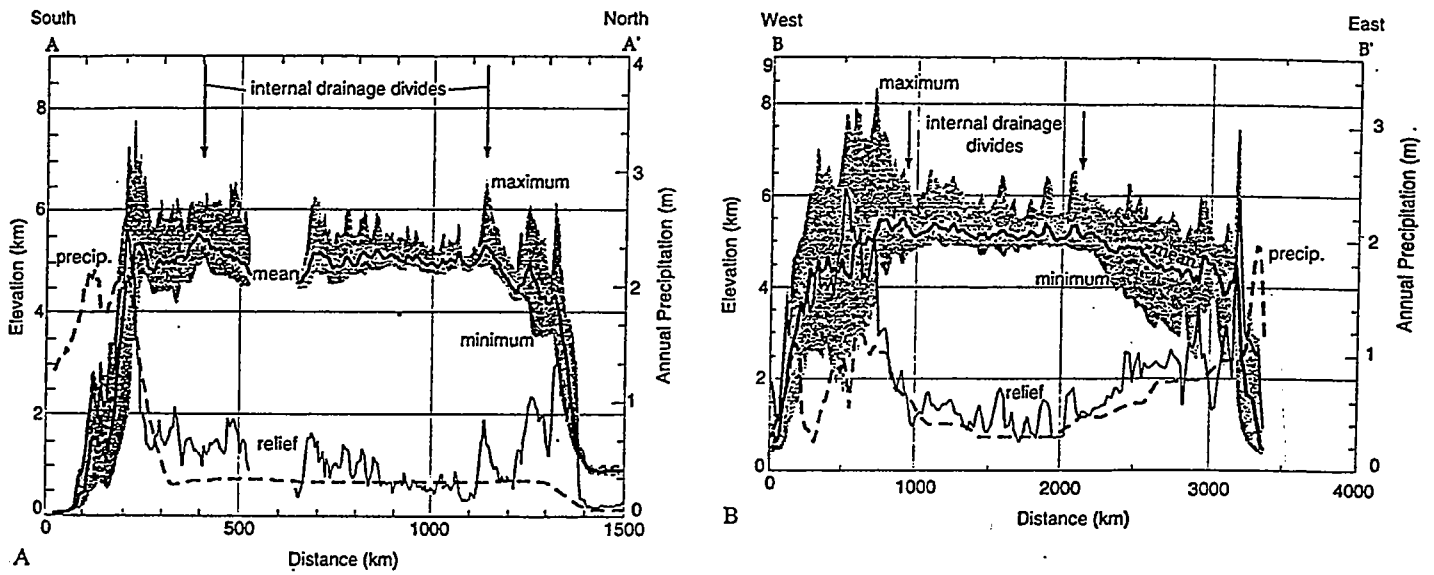 South
North
A
A'
Elevation (km)
8
6
4
2
0
4
3
2
1
0
Annual Precipitation (m)
internal drainage divides
maximum
precip.
mean
minimum
relief
0
500
1000
1500
Distance (km)
A
West
East
B
B'
Elevation (km)
9
8
6
4
2
0
3
2
1
0
Annual Precipitation (m)
maximum
internal drainage
divides
precip.
minimum
relief
0
1000
2000
3000
4000
Distance (km)
B